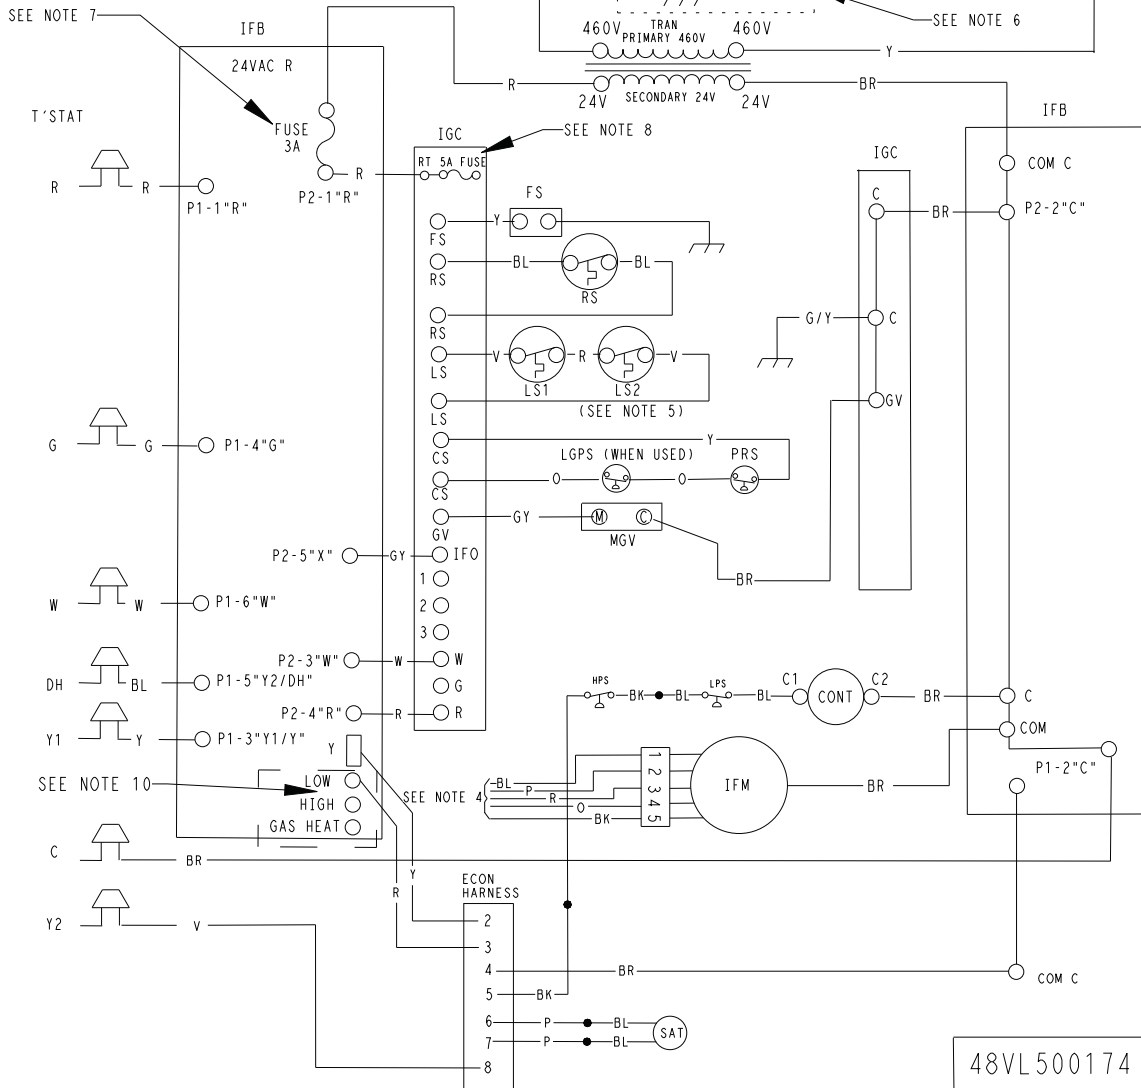 SEE NOTE 7
SEE NOTE 6
460V TRAN 460V
PRIMARY 460V
Y
IFB
24VAC R
R
24V SECONDARY 24V 24V
BR
IFB
T'STAT
FUSE
3A
IGC
SEE NOTE 8
RT 5A FUSE
IGC
COM C
R R P1-1"R"
P2-1"R" R
FS
C
BR P2-2"C"
FS Y
RS BL BL
RS
RS
G/Y C
LS V R V
LS1 LS2
LS (SEE NOTE 5)
GV
G G P1-4"G"
CS Y
LGPS (WHEN USED) PRS
CS O O
GV GY M C
MGV
P2-5"X" GY IFO
BR
1
2
3
W W P1-6"W"
P2-3"W" W W
DH BL P1-5"Y2/DH"
G
HPS BK BL LPS BL C1 CONT C2 BR C
P2-4"R" R R
Y1 Y P1-3"Y1/Y"
COM
Y
P1-2"C"
SEE NOTE 10
LOW
HIGH
GAS HEAT
SEE NOTE 4
BL
P
R
O
BK
1
2
3
4
5
IFM
BR
C BR
R Y
ECON
HARNESS
Y2 V
2
3
4 BR
COM C
5 BK
6 P BL
SAT
7 P BL
8
48VL500174